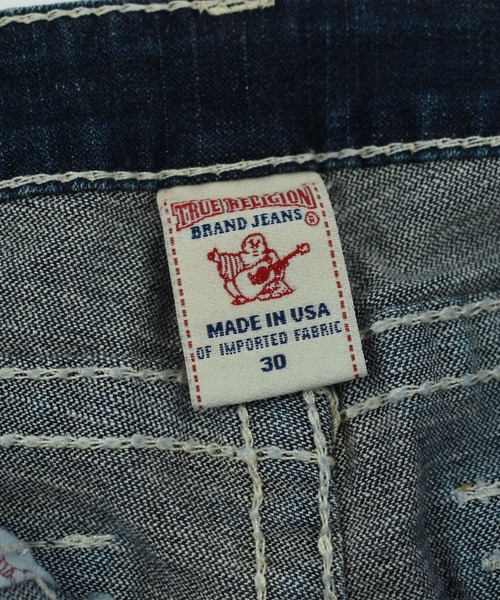 TRUE RELIGION
BRAND JEANS ®
MADE IN USA
OF IMPORTED FABRIC
30